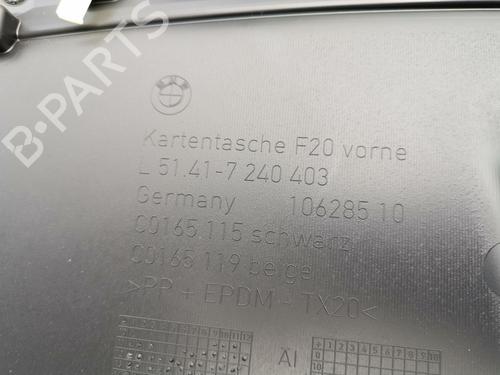 B-PARTS
BMW
Kartentasche F20 vorne
L 51.41-7 240 403
Germany 106285 10
C0165 115 schwarz
C0165 119 beige
>PP + EPDM - TX20<
AI